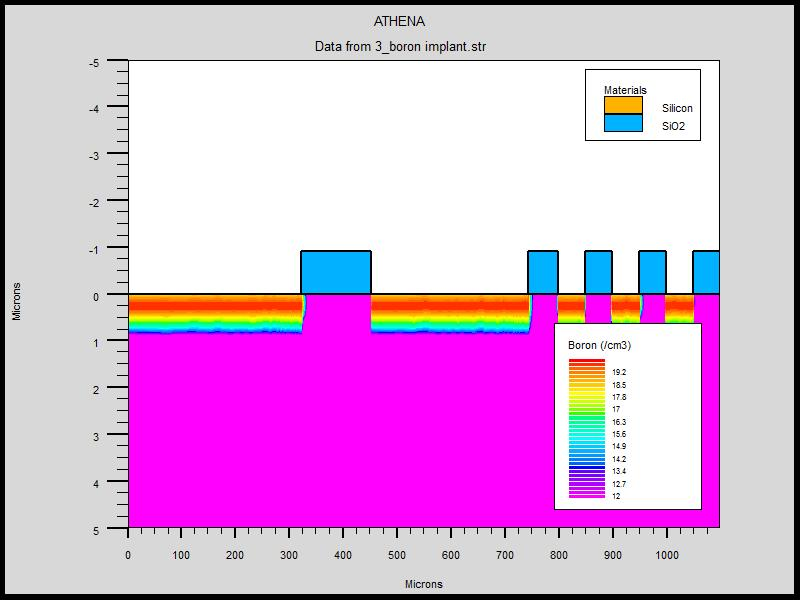 ATHENA
Data from 3_boron implant.str
-5
-4
-3
-2
-1
0
1
2
3
4
5
Microns
Materials
Silicon
SiO2
Boron (/cm3)
19.2
18.5
17.8
17
16.3
15.6
14.9
14.2
13.4
12.7
12
0 100 200 300 400 500 600 700 800 900 1000
Microns